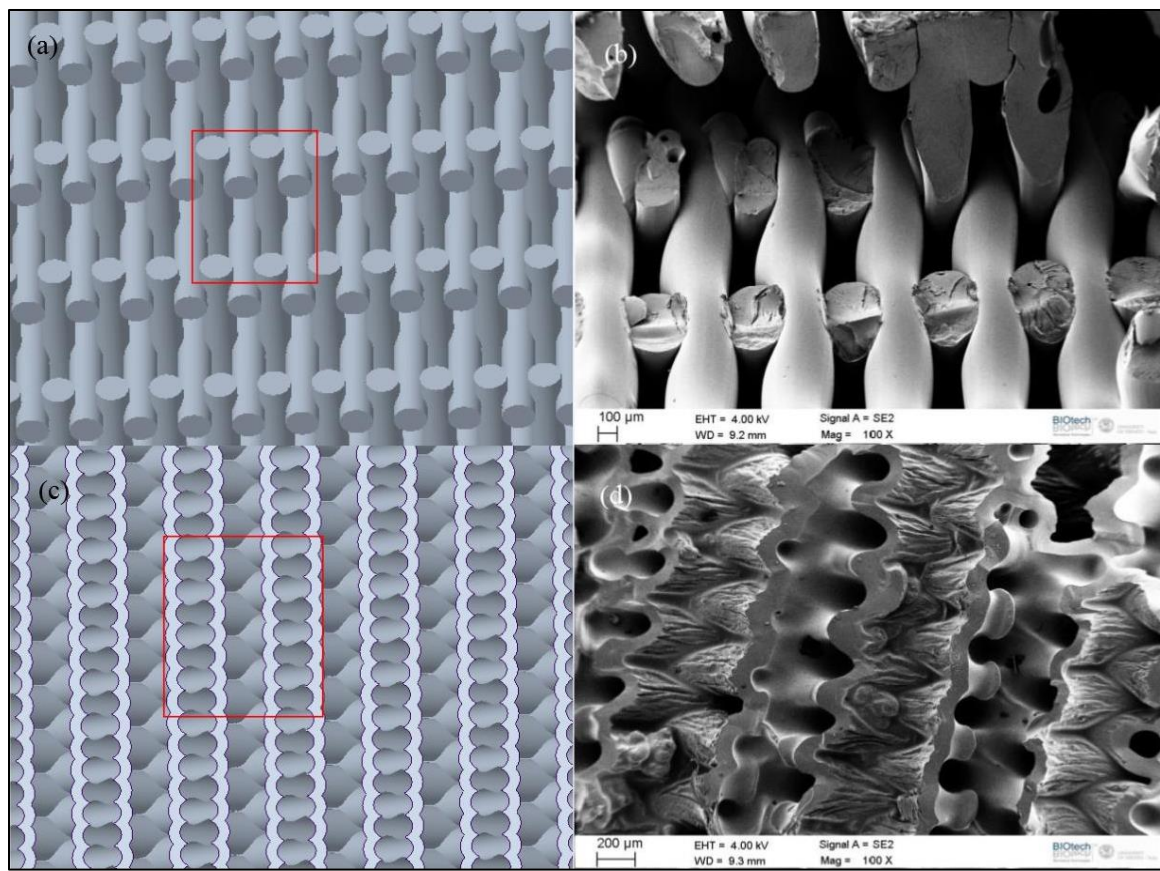 (a)
(b)
100 µm
EHT = 4.00 kV
Signal A = SE2
WD = 9.2 mm
Mag = 100 X
BIOtech
(c)
(d)
200 µm
EHT = 4.00 kV
Signal A = SE2
WD = 9.3 mm
Mag = 100 X
BIOtech